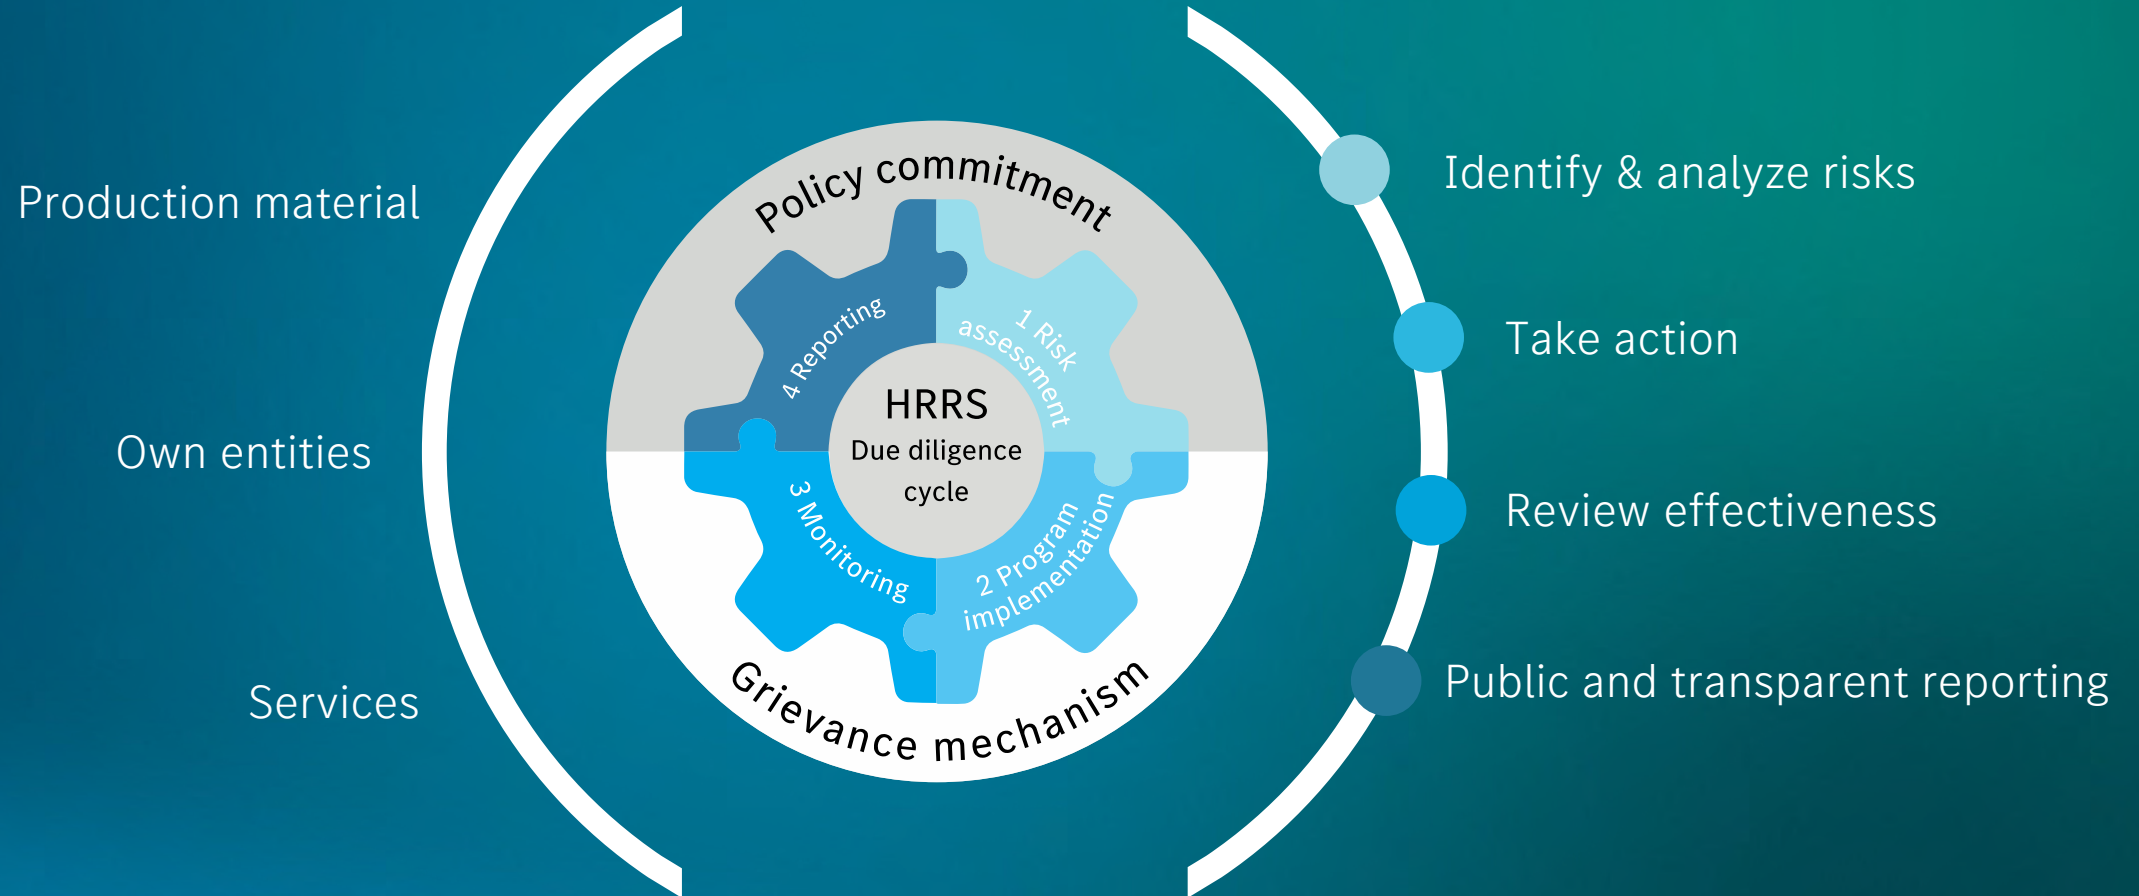 Production material
Own entities
Services
Policy commitment
4 Reporting
1 Risk
assessment
HRRS
Due diligence
cycle
3 Monitoring
2 Program
implementation
Grievance mechanism
Identify & analyze risks
Take action
Review effectiveness
Public and transparent reporting